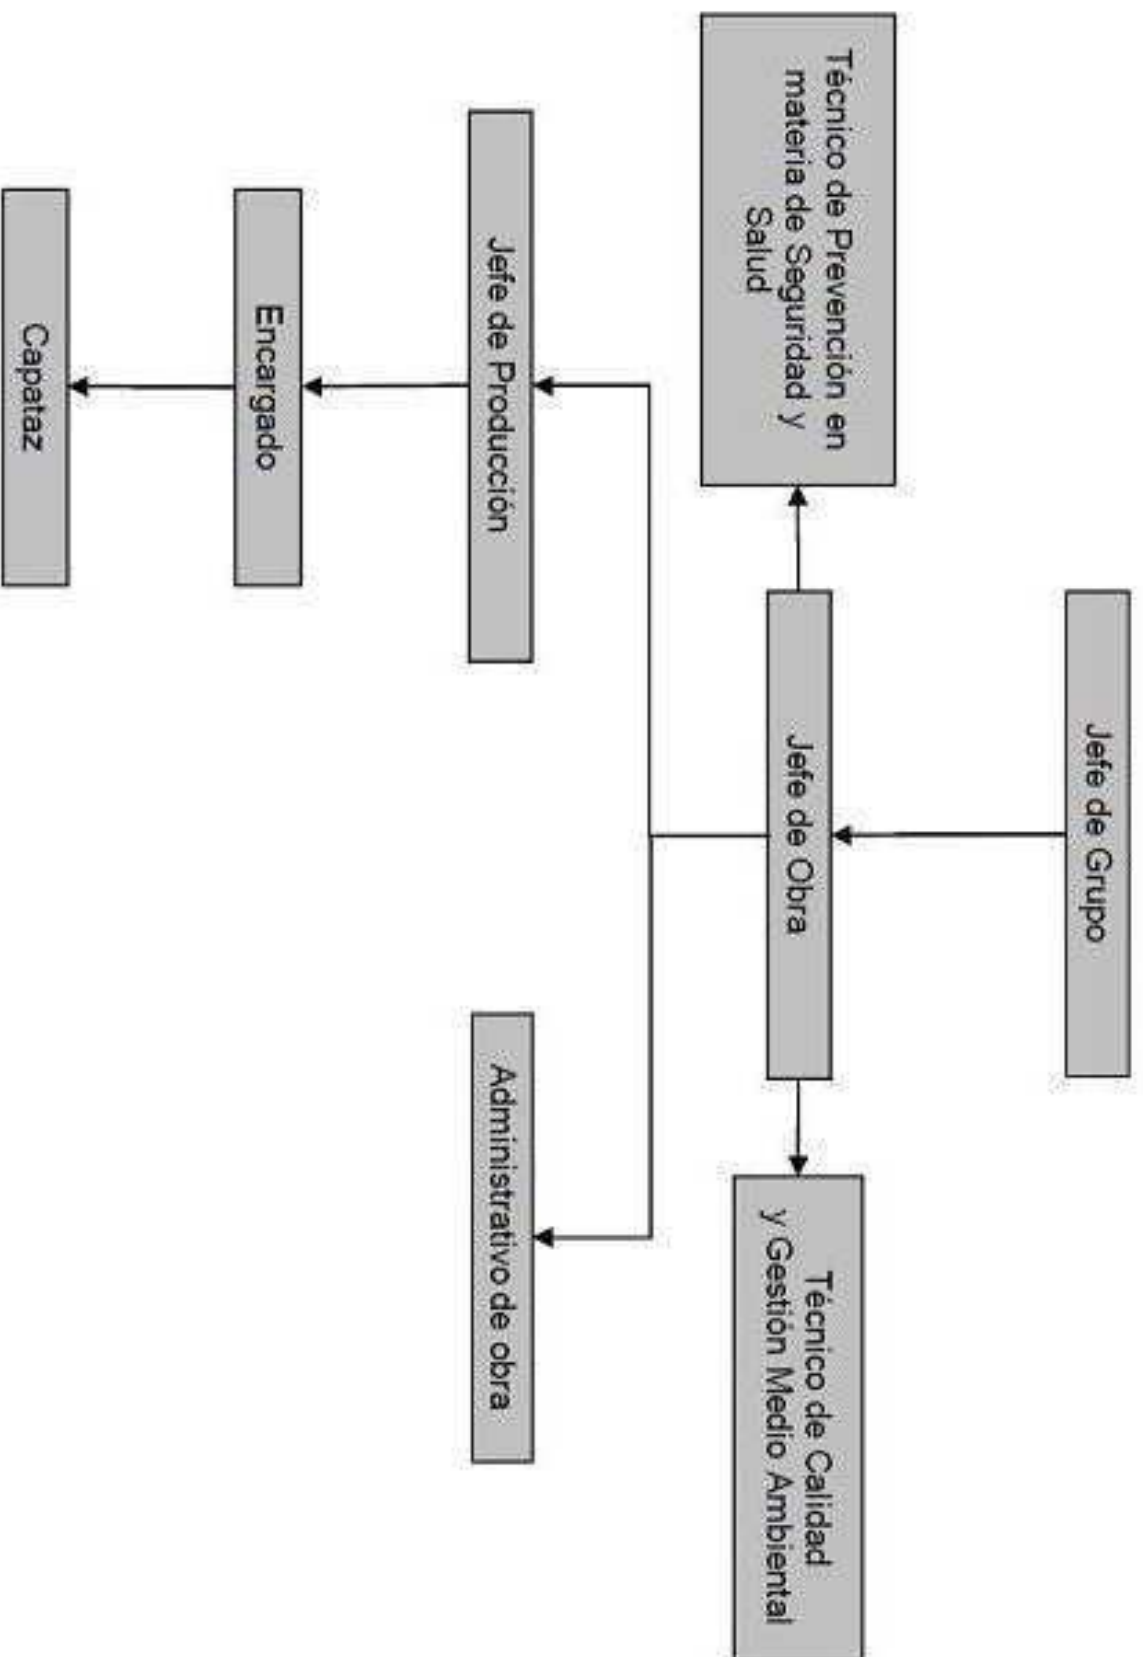 Jefe de Grupo
Técnico de Prevención en
materia de Seguridad y
Salud
Jefe de Obra
Técnico de Calidad
y Gestión Medio Ambiental
Jefe de Producción
Administrativo de obra
Encargado
Capataz